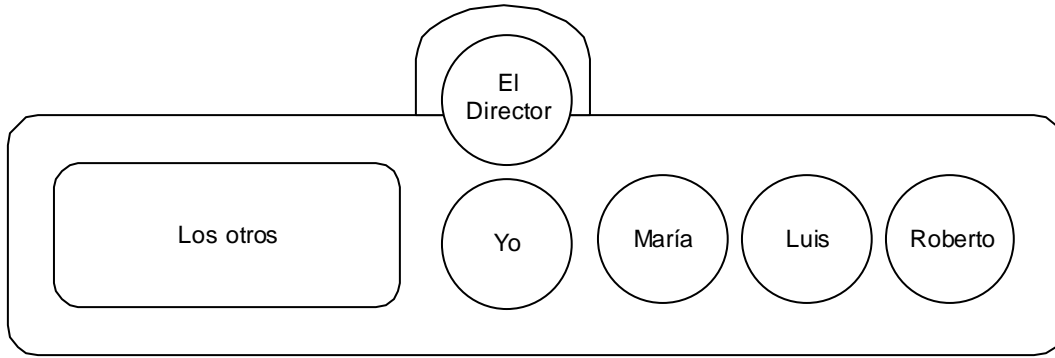 El
Director
Los otros
Yo
María
Luis
Roberto